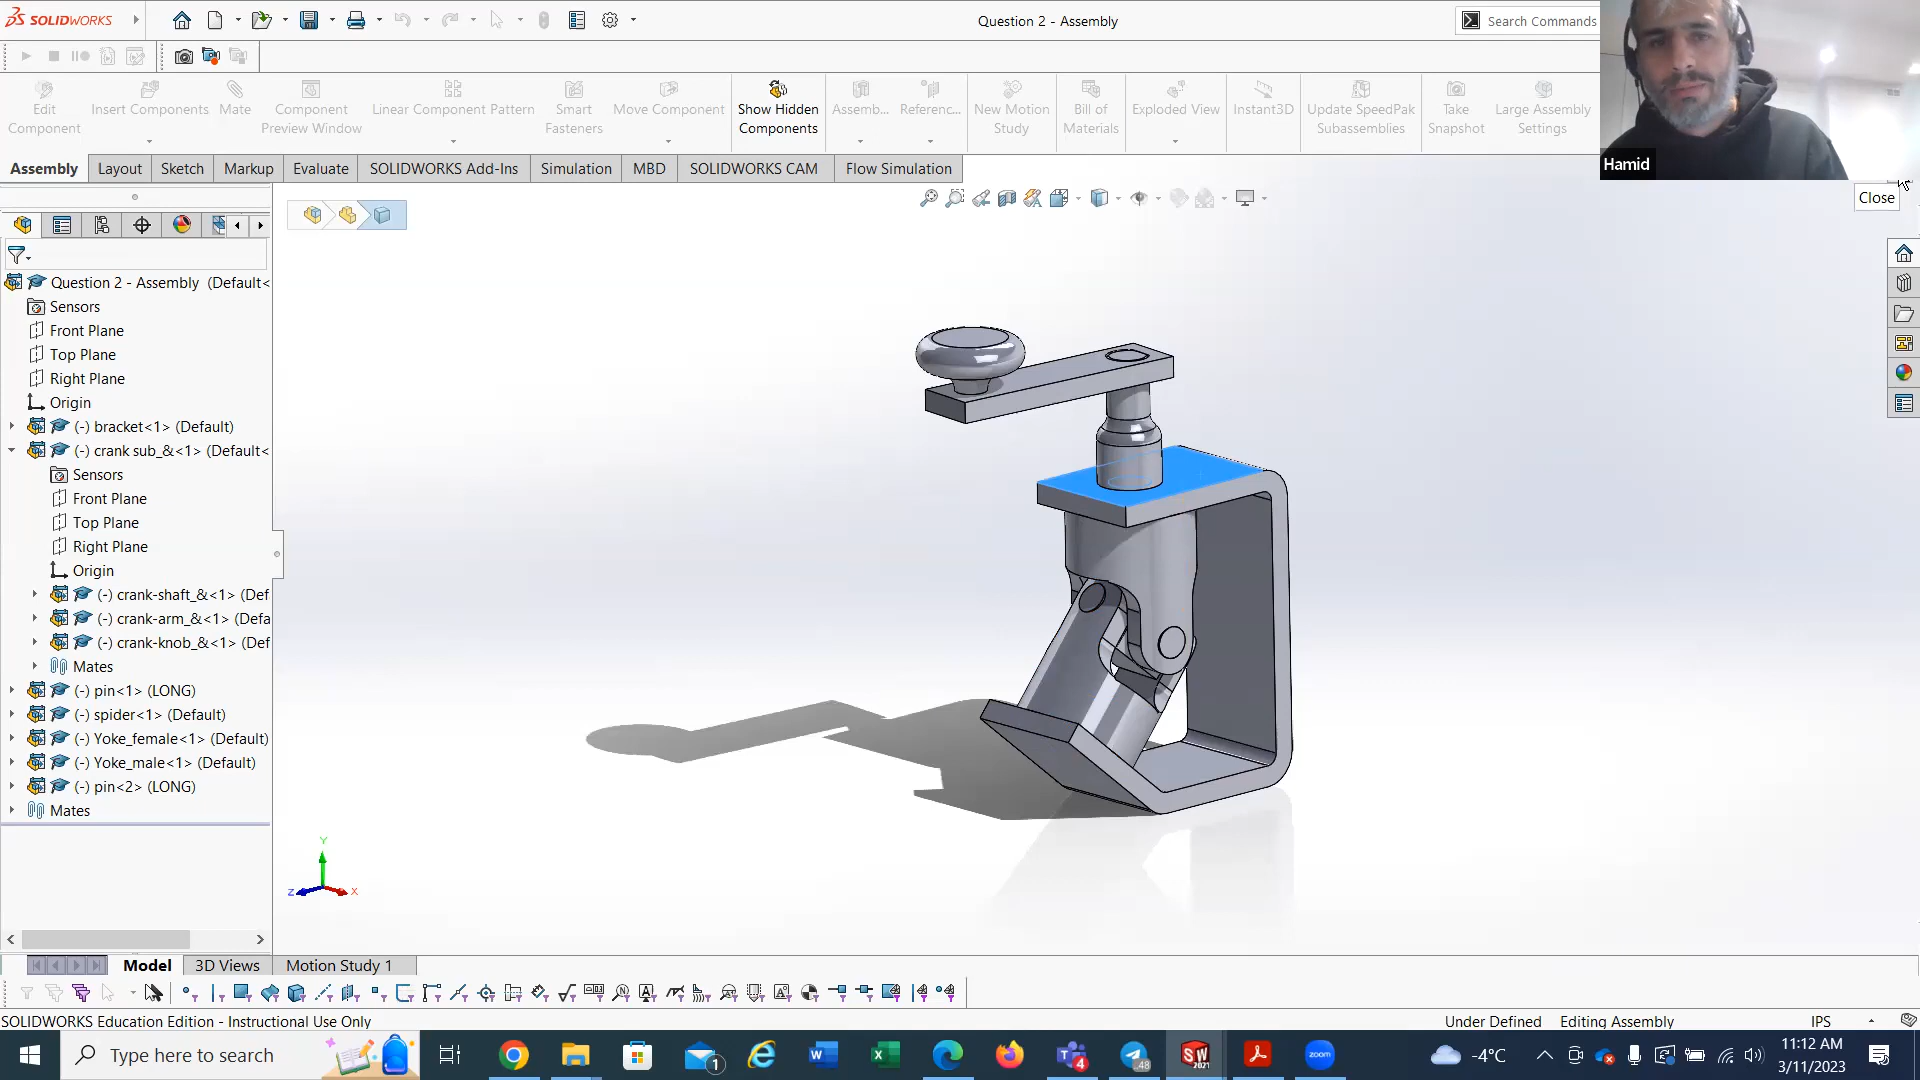 SOLIDWORKS
Question 2 - Assembly
Search Commands
Edit Component
Insert Components
Mate
Component Preview Window
Linear Component Pattern
Smart Fasteners
Move Component
Show Hidden Components
Assemb...
Referenc...
New Motion Study
Bill of Materials
Exploded View
Instant3D
Update SpeedPak Subassemblies
Take Snapshot
Large Assembly Settings
Hamid
Close
Assembly
Layout
Sketch
Markup
Evaluate
SOLIDWORKS Add-Ins
Simulation
MBD
SOLIDWORKS CAM
Flow Simulation
Question 2 - Assembly (Default<
Sensors
Front Plane
Top Plane
Right Plane
Origin
(-) bracket<1> (Default)
(-) crank sub_&<1> (Default<
Sensors
Front Plane
Top Plane
Right Plane
Origin
(-) crank-shaft_&<1> (Def
(-) crank-arm_&<1> (Defa
(-) crank-knob_&<1> (Def
Mates
(-) pin<1> (LONG)
(-) spider<1> (Default)
(-) Yoke_female<1> (Default)
(-) Yoke_male<1> (Default)
(-) pin<2> (LONG)
Mates
Y
Z
X
Model
3D Views
Motion Study 1
SOLIDWORKS Education Edition - Instructional Use Only
Under Defined
Editing Assembly
IPS
Type here to search
1
4
48
SW
2021
zoom
-4°C
11:12 AM
3/11/2023